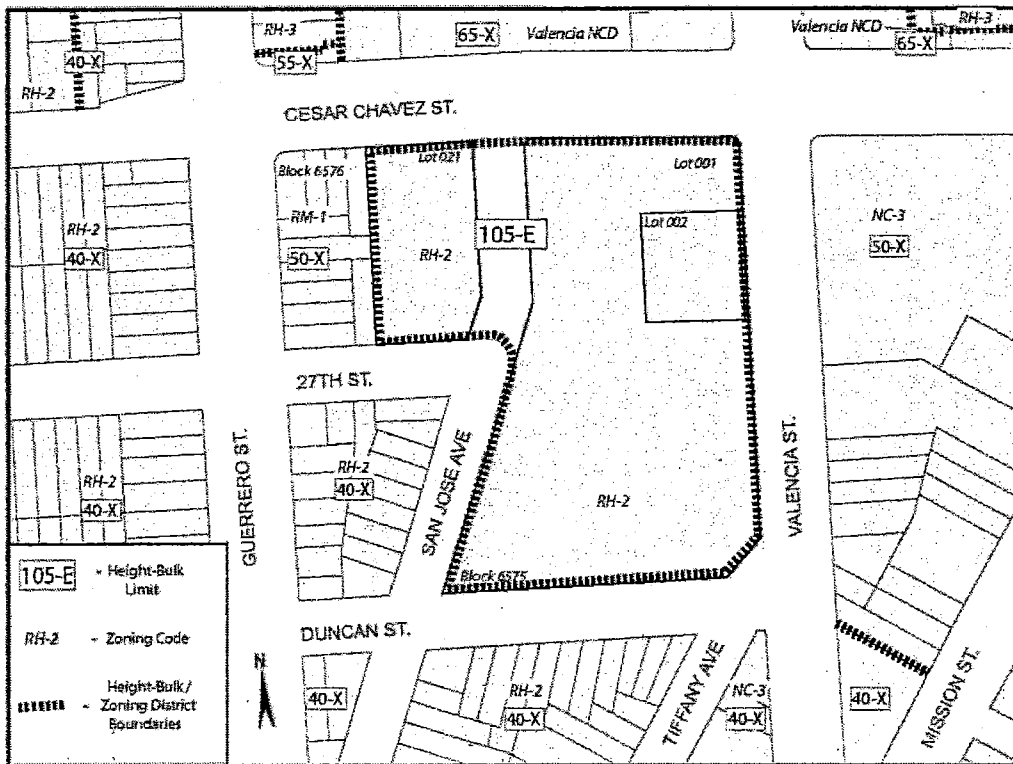 RH-3
65-X
Valencia NCD
Valencia NCD
RH-3
40-X
55-X
65-X
RH-2
CESAR CHAVEZ ST.
Block 6576
Lot 021
Lot 001
RM-1
RH-2
105-E
Lot 002
NC-3
RH-2
40-X
50-X
50-X
27TH ST.
GUERRERO ST.
SAN JOSE AVE
VALENCIA ST.
RH-2
40-X
RH-2
40-X
RH-2
Block 6575
DUNCAN ST.
40-X
RH-2
40-X
TIFFANY AVE
NC-3
40-X
40-X
MISSION ST.
105-E - Height-Bulk
Limit
RH-2 - Zoning Code
Height-Bulk/
- Zoning District
Boundaries
N